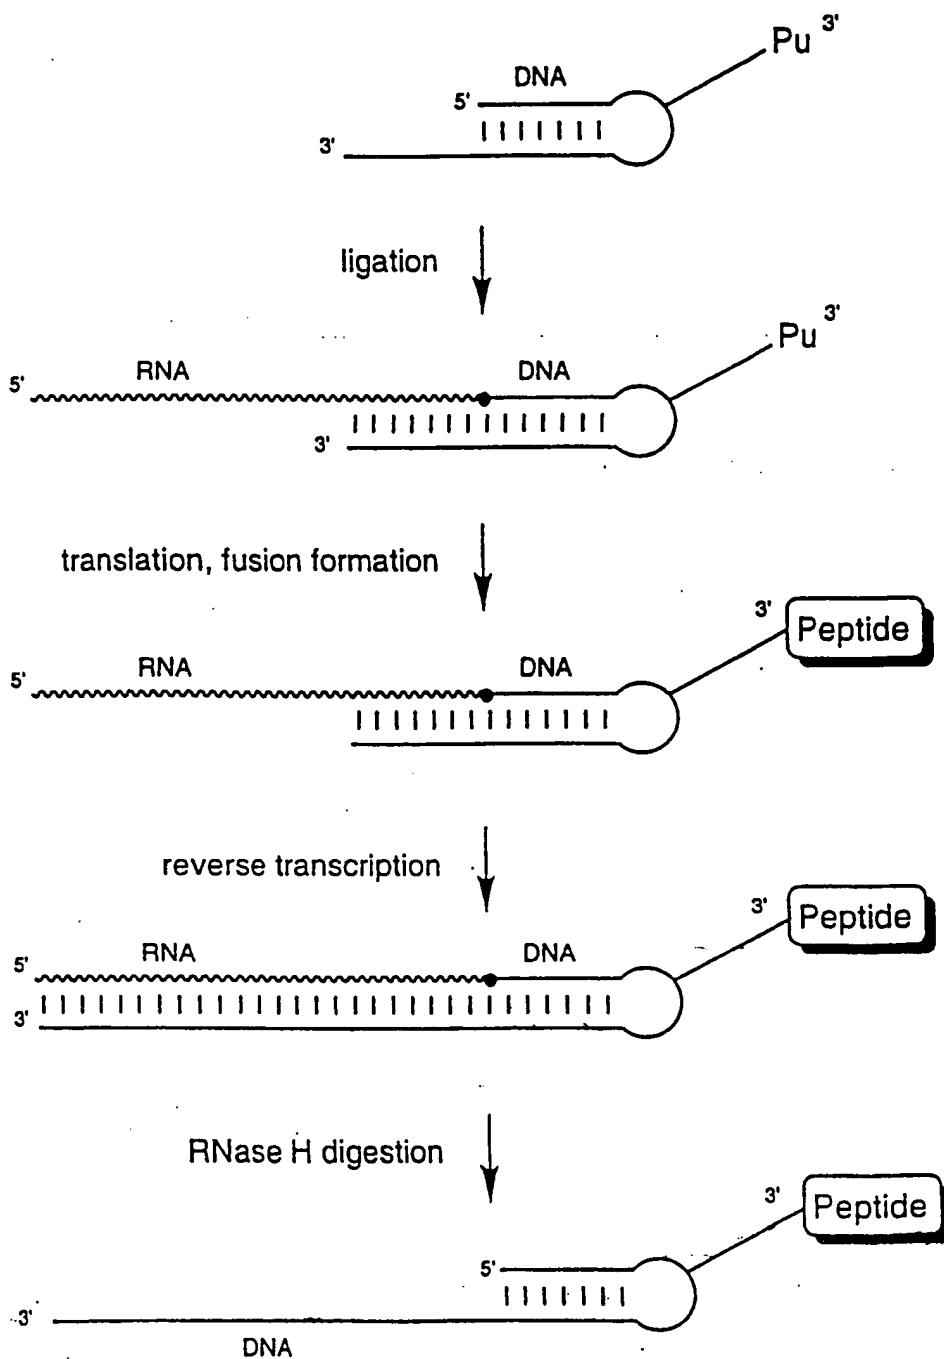 Pu 3'
DNA
5'
3'
ligation
Pu 3'
RNA DNA
5'
3'
translation, fusion formation
3' Peptide
RNA DNA
5'
reverse transcription
3' Peptide
RNA DNA
5'
3'
RNase H digestion
3' Peptide
5'
3'
DNA